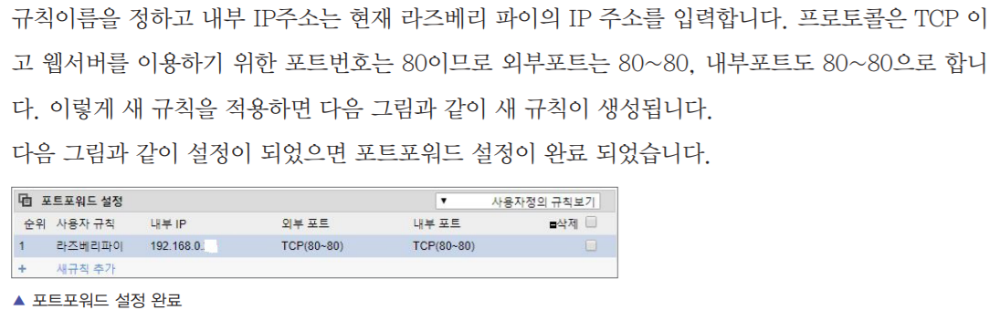 규칙이름을 정하고 내부 IP주소는 현재 라즈베리 파이의 IP 주소를 입력합니다. 프로토콜은 TCP 이
고 웹서버를 이용하기 위한 포트번호는 80이므로 외부포트는 80~80, 내부포트도 80~80으로 합니
다. 이렇게 새 규칙을 적용하면 다음 그림과 같이 새 규칙이 생성됩니다.
다음 그림과 같이 설정이 되었으면 포트포워드 설정이 완료 되었습니다.
포트포워드 설정 ▼ 사용자정의 규칙보기
순위 사용자 규칙 내부 IP 외부 포트 내부 포트 삭제
1 라즈베리파이 192.168.0. TCP(80~80) TCP(80~80)
+ 새규칙 추가
▲ 포트포워드 설정 완료